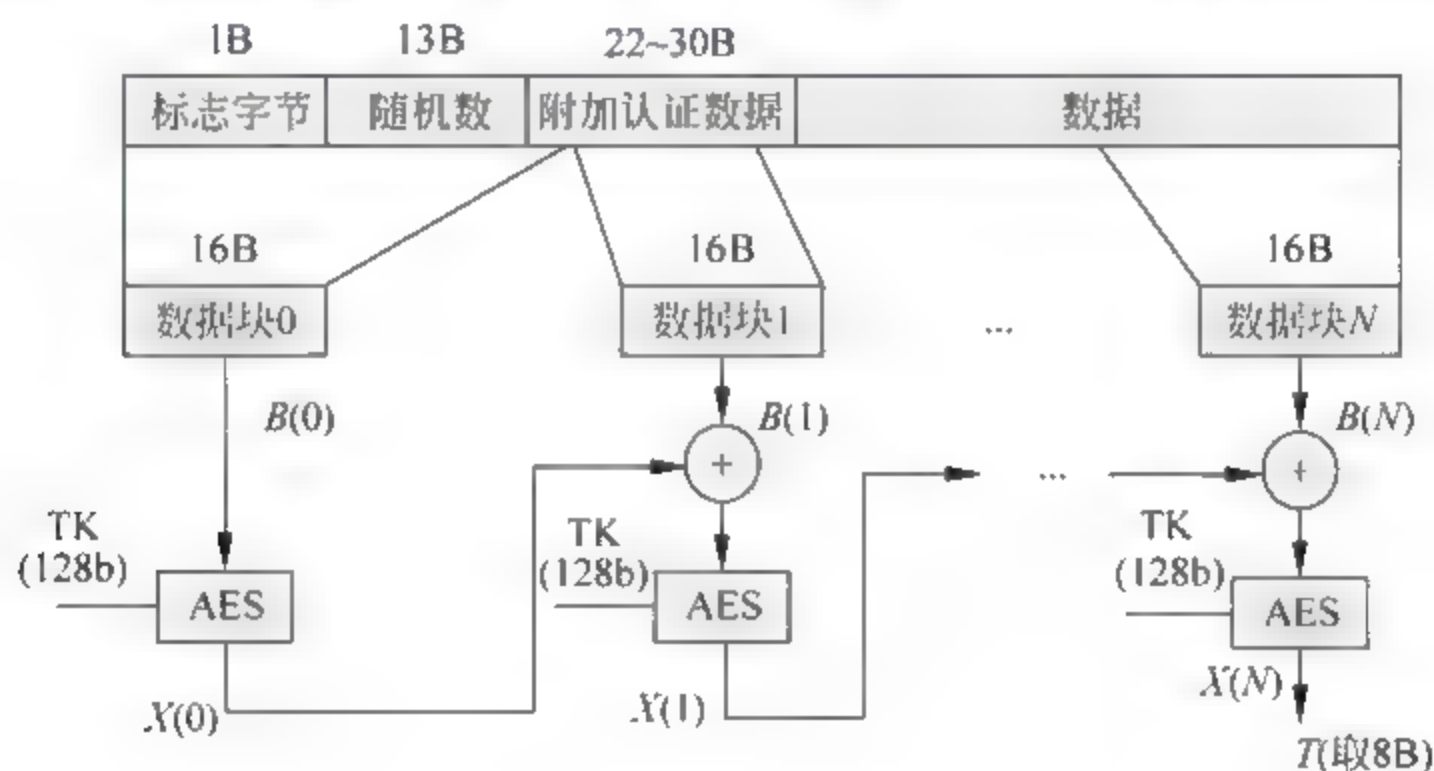 1B 13B 22~30B
标志字节 随机数 附加认证数据 数据
16B 16B 16B
数据块0 数据块1 ... 数据块N
B(0) B(1) B(N)
+ ... +
TK (128b) TK (128b) TK (128b)
AES AES AES
X(0) X(1) X(N)
T(取8B)